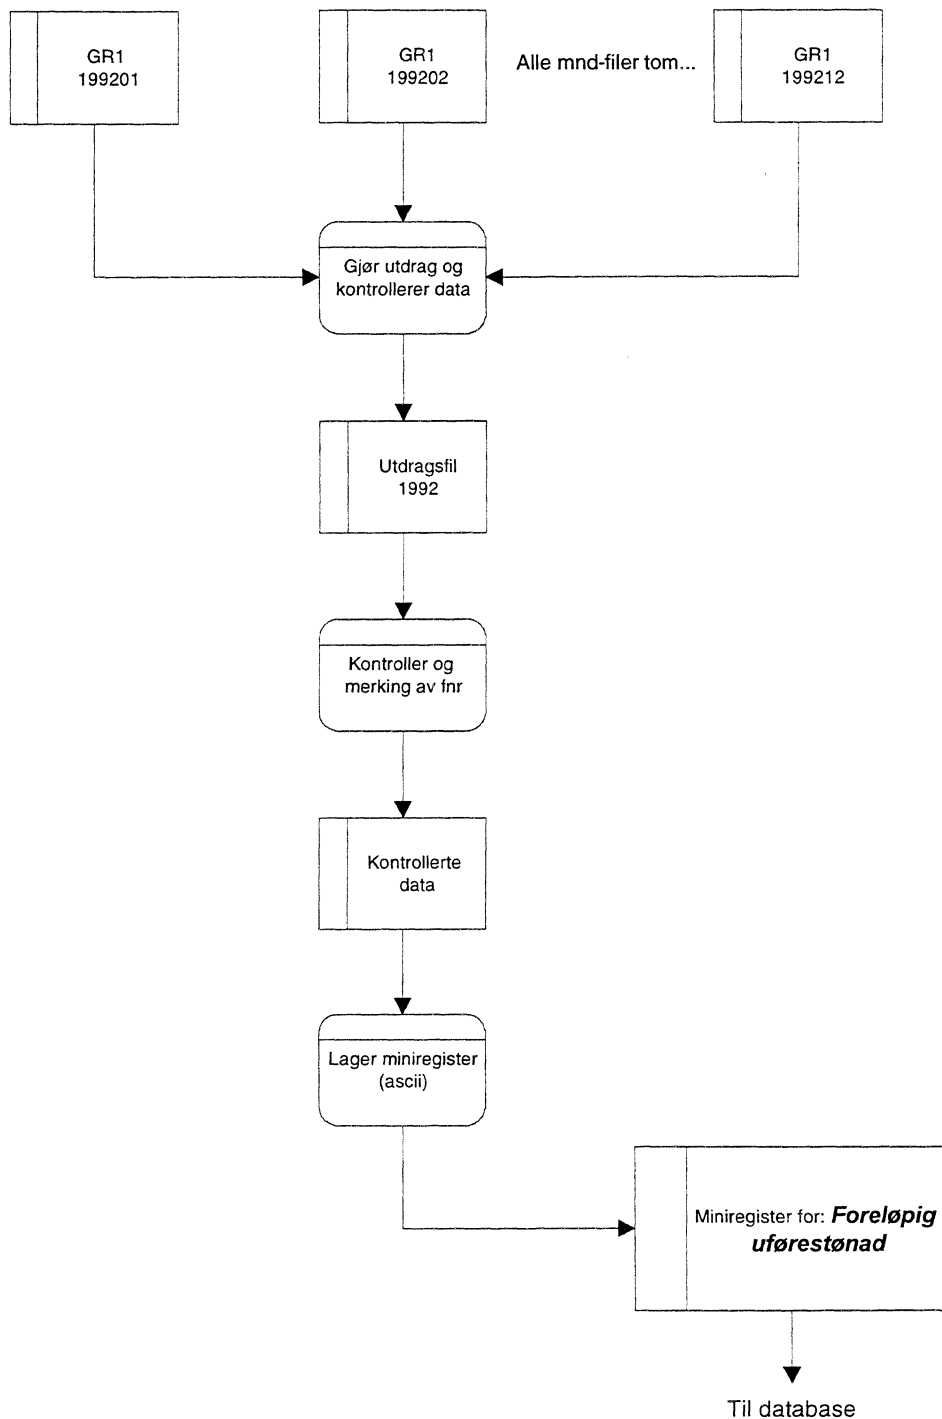 GR1
199201
GR1
199202
Alle mnd-filer tom...
GR1
199212
Gjør utdrag og
kontrollerer data
Utdragsfil
1992
Kontroller og
merking av fnr
Kontrollerte
data
Lager miniregister
(ascii)
Miniregister for: Foreløpig
uførestønad
Til database